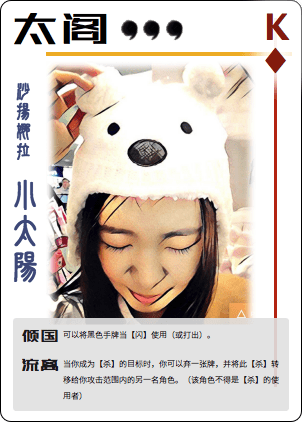 太阁
K
沙揚娜拉
小太陽
倾国
可以将黑色手牌当【闪】使用（或打出）。
流离
当你成为【杀】的目标时，你可以弃一张牌，并将此【杀】转
移给你攻击范围内的另一名角色。（该角色不得是【杀】的使
用者）